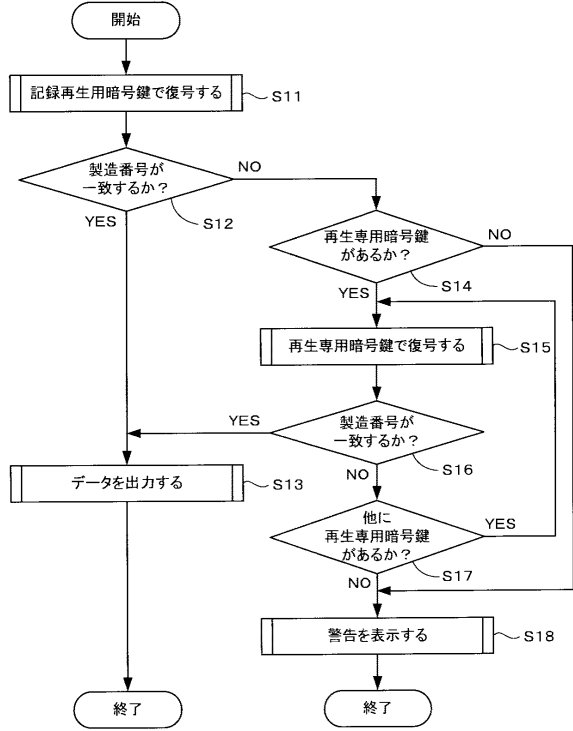 開始
記録再生用暗号鍵で復号する
S11
製造番号が
一致するか？
NO
S12
YES
再生専用暗号鍵
があるか？
NO
S14
YES
再生専用暗号鍵で復号する
S15
製造番号が
一致するか？
YES
S16
NO
データを出力する
S13
他に
再生専用暗号鍵
があるか？
YES
S17
NO
警告を表示する
S18
終了
終了